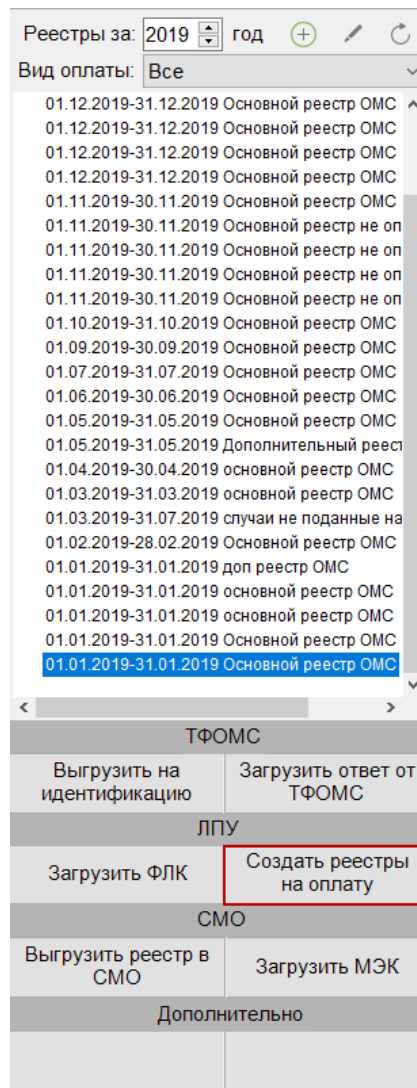 Реестры за: 2019 год
Вид оплаты: Все
01.12.2019-31.12.2019 Основной реестр ОМС
01.12.2019-31.12.2019 Основной реестр ОМС
01.12.2019-31.12.2019 Основной реестр ОМС
01.12.2019-31.12.2019 Основной реестр ОМС
01.11.2019-30.11.2019 Основной реестр ОМС
01.11.2019-30.11.2019 Основной реестр не оп
01.11.2019-30.11.2019 Основной реестр не оп
01.11.2019-30.11.2019 Основной реестр не оп
01.11.2019-30.11.2019 Основной реестр не оп
01.10.2019-31.10.2019 Основной реестр ОМС
01.09.2019-30.09.2019 Основной реестр ОМС
01.07.2019-31.07.2019 Основной реестр ОМС
01.06.2019-30.06.2019 Основной реестр ОМС
01.05.2019-31.05.2019 Основной реестр ОМС
01.05.2019-31.05.2019 Дополнительный реест
01.04.2019-30.04.2019 основной реестр ОМС
01.03.2019-31.03.2019 основной реестр ОМС
01.03.2019-31.07.2019 случаи не поданные на
01.02.2019-28.02.2019 Основной реестр ОМС
01.01.2019-31.01.2019 доп реестр ОМС
01.01.2019-31.01.2019 основной реестр ОМС
01.01.2019-31.01.2019 основной реестр ОМС
01.01.2019-31.01.2019 Основной реестр ОМС
01.01.2019-31.01.2019 Основной реестр ОМС
ТФОМС
Выгрузить на
идентификацию
Загрузить ответ от
ТФОМС
ЛПУ
Загрузить ФЛК
Создать реестры
на оплату
СМО
Выгрузить реестр в
СМО
Загрузить МЭК
Дополнительно